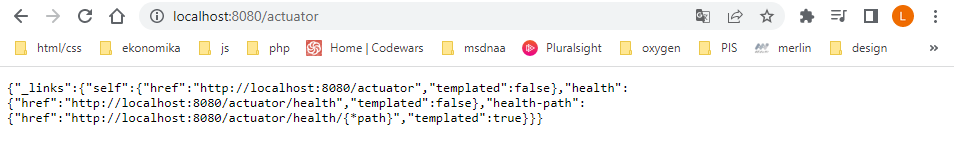 localhost:8080/actuator
L
html/css ekonomika js php Home | Codewars msdnaa Pluralsight oxygen PIS merlin design »
{"_links":{"self":{"href":"http://localhost:8080/actuator","templated":false},"health":
{"href":"http://localhost:8080/actuator/health","templated":false},"health-path":
{"href":"http://localhost:8080/actuator/health/{*path}","templated":true}}}